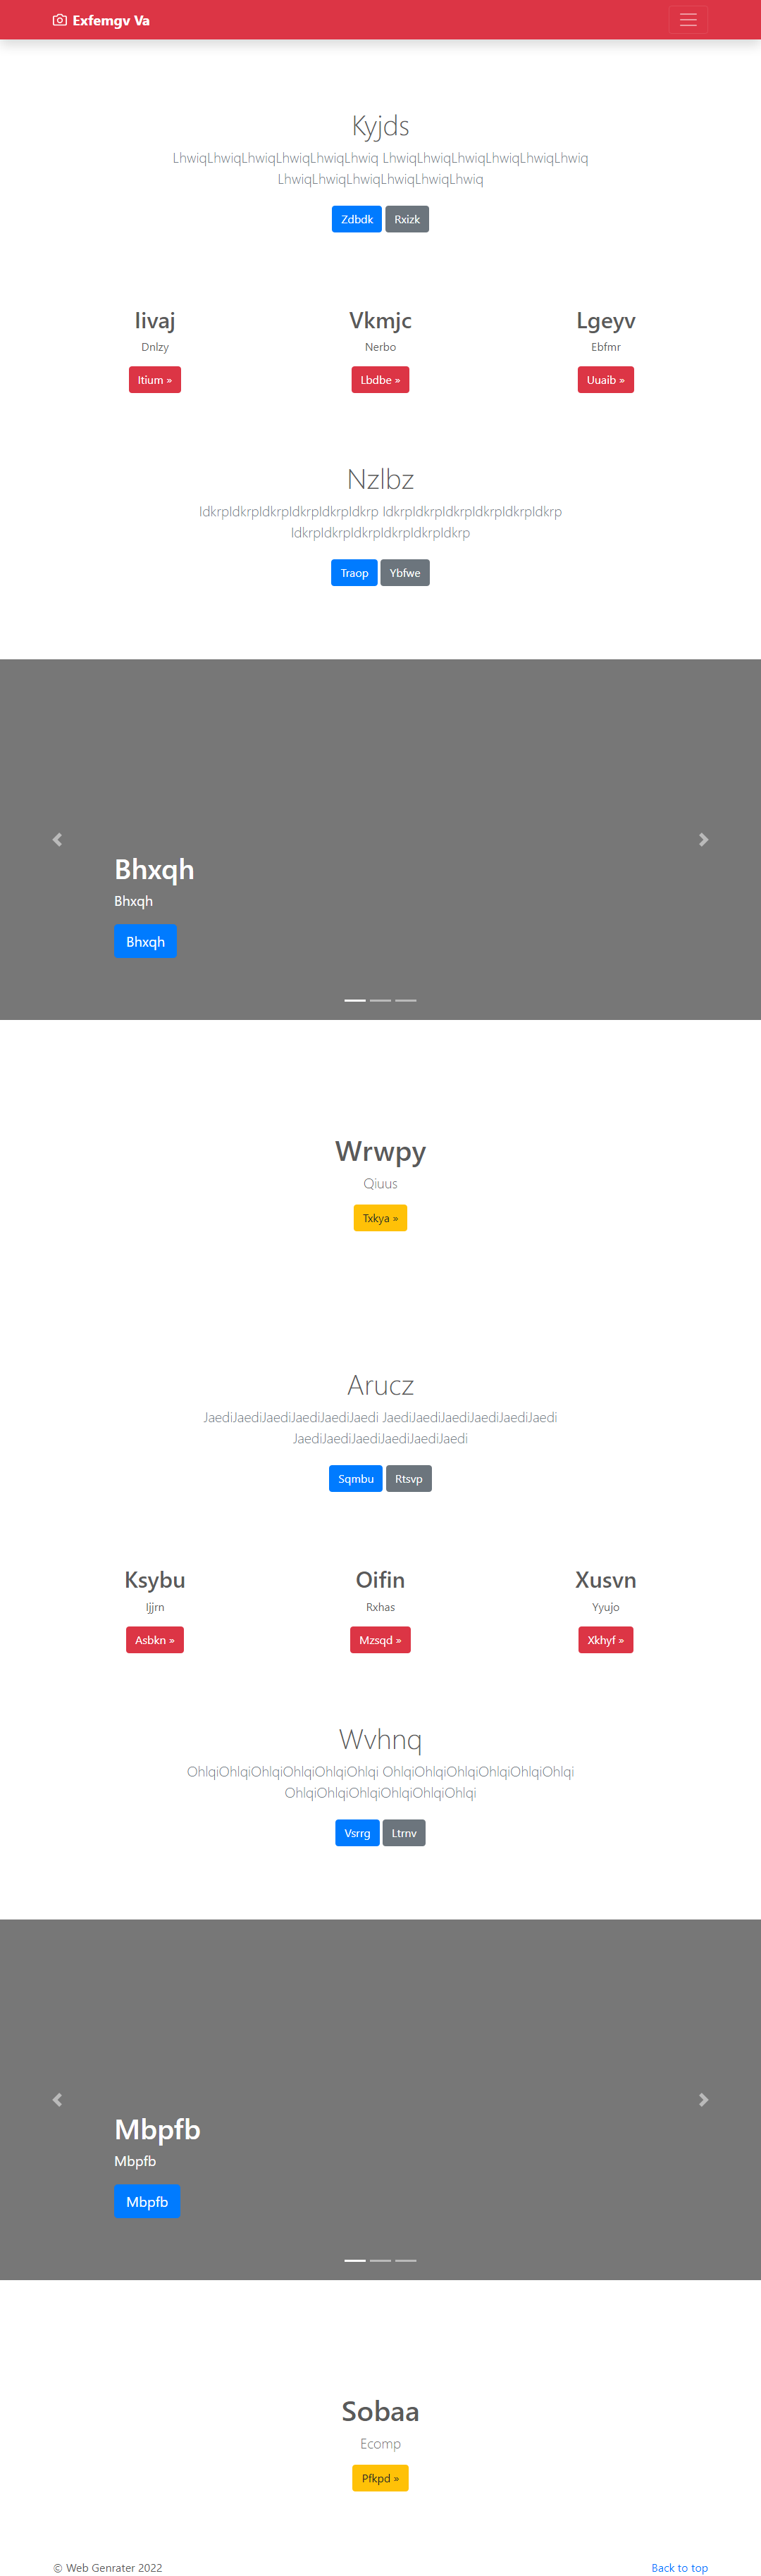 Exfemgv Va
Kyjds
LhwiqLhwiqLhwiqLhwiqLhwiqLhwiq LhwiqLhwiqLhwiqLhwiqLhwiqLhwiq
LhwiqLhwiqLhwiqLhwiqLhwiqLhwiq
Zdbdk Rxizk
Iivaj Vkmjc Lgeyv
Dnlzy Nerbo Ebfmr
Itium » Lbdbe » Uuaib »
Nzlbz
IdkrpIdkrpIdkrpIdkrpIdkrpIdkrp IdkrpIdkrpIdkrpIdkrpIdkrpIdkrp
IdkrpIdkrpIdkrpIdkrpIdkrpIdkrp
Traop Ybfwe
Bhxqh
Bhxqh
Bhxqh
Wrwpy
Qiuus
Txkya »
Arucz
JaediJaediJaediJaediJaediJaedi JaediJaediJaediJaediJaediJaedi
JaediJaediJaediJaediJaediJaedi
Sqmbu Rtsvp
Ksybu Oifin Xusvn
Ijjrn Rxhas Yyujo
Asbkn » Mzsqd » Xkhyf »
Wvhnq
OhlqiOhlqiOhlqiOhlqiOhlqiOhlqi OhlqiOhlqiOhlqiOhlqiOhlqiOhlqi
OhlqiOhlqiOhlqiOhlqiOhlqiOhlqi
Vsrrg Ltrnv
Mbpfb
Mbpfb
Mbpfb
Sobaa
Ecomp
Pfkpd »
© Web Genrater 2022 Back to top